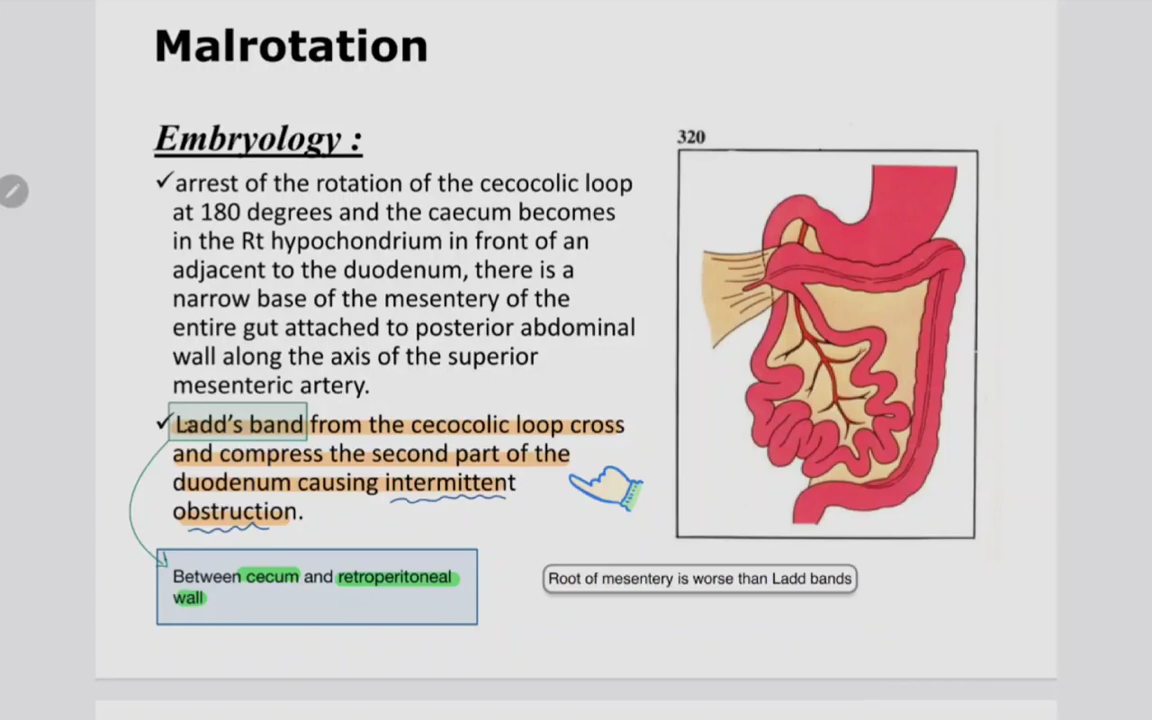 Malrotation
Embryology :
✓arrest of the rotation of the cecocolic loop
at 180 degrees and the caecum becomes
in the Rt hypochondrium in front of an
adjacent to the duodenum, there is a
narrow base of the mesentery of the
entire gut attached to posterior abdominal
wall along the axis of the superior
mesenteric artery.
✓Ladd's band from the cecocolic loop cross
and compress the second part of the
duodenum causing intermittent
obstruction.
Between cecum and retroperitoneal
wall
320
Root of mesentery is worse than Ladd bands